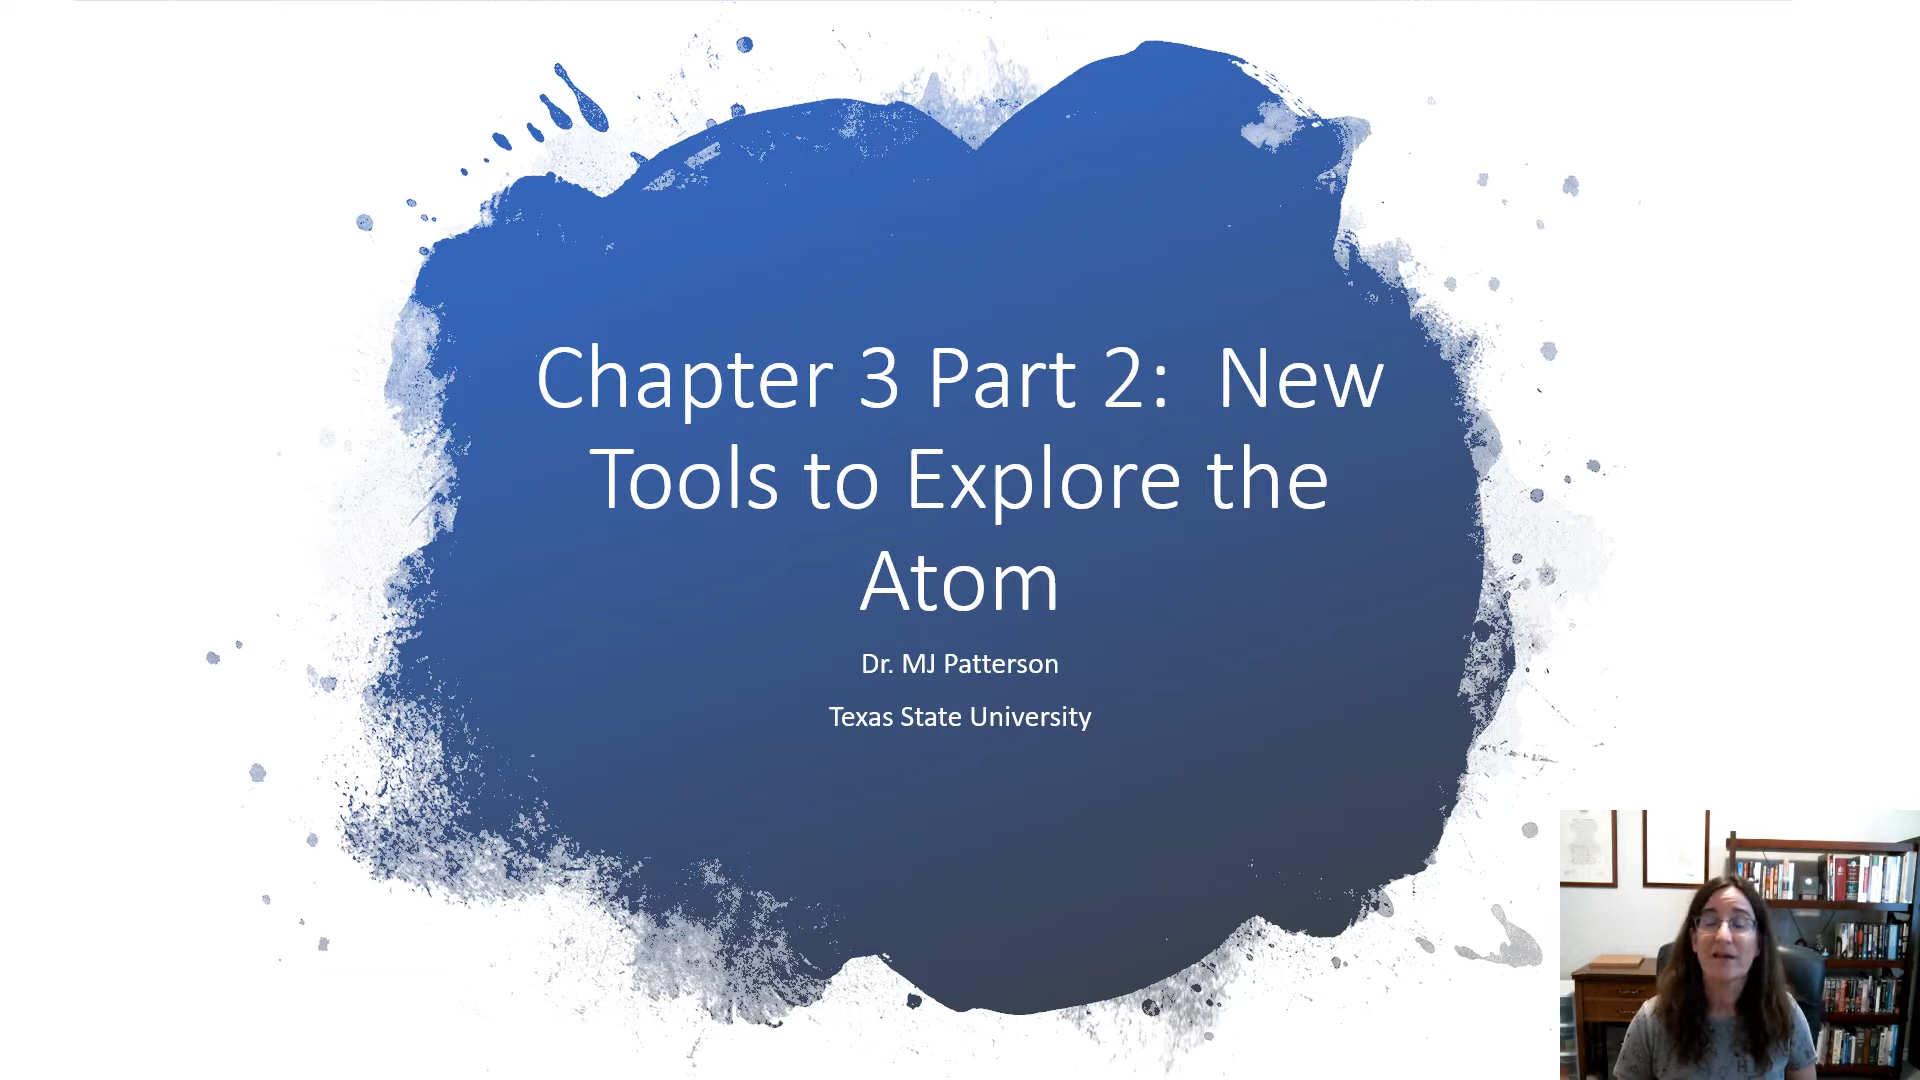 Chapter 3 Part 2:  New
Tools to Explore the
Atom
Dr. MJ Patterson
Texas State University